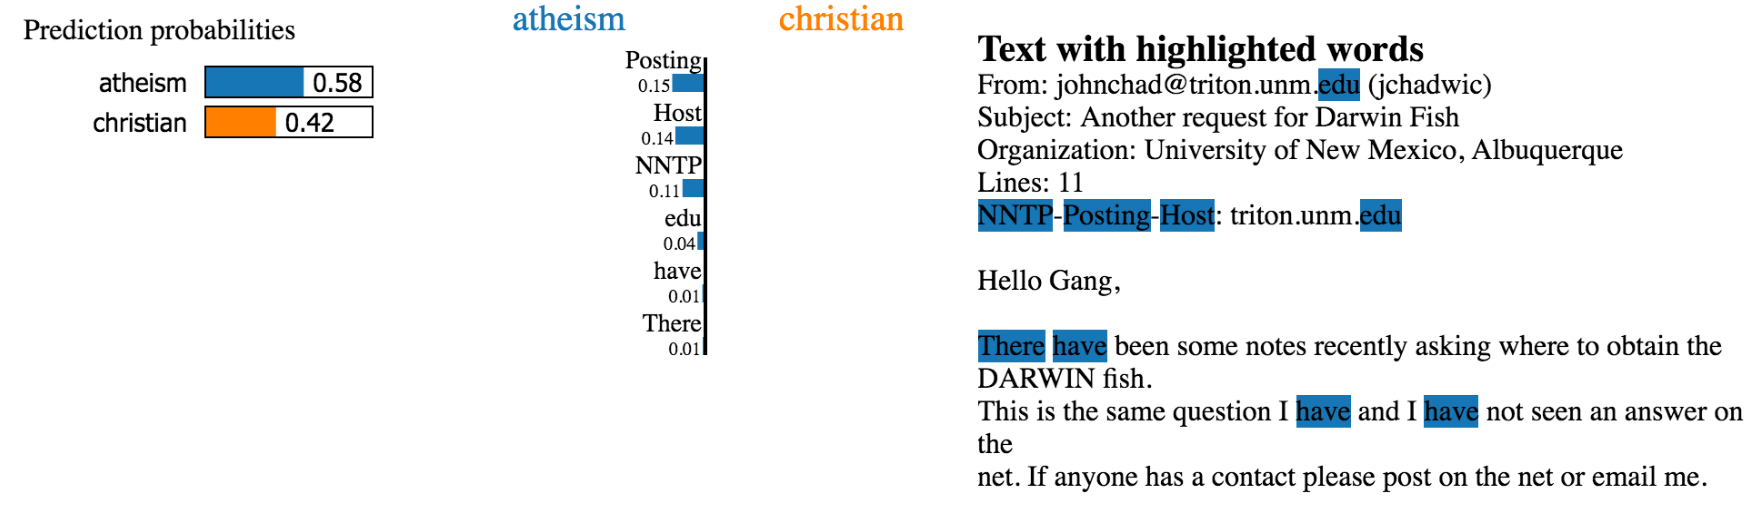 Prediction probabilities
atheism 0.58
christian 0.42
atheism christian
Posting
0.15
Host
0.14
NNTP
0.11
edu
0.04
have
0.01
There
0.01
Text with highlighted words
From: johnchad@triton.unm.edu (jchadwic)
Subject: Another request for Darwin Fish
Organization: University of New Mexico, Albuquerque
Lines: 11
NNTP-Posting-Host: triton.unm.edu
Hello Gang,
There have been some notes recently asking where to obtain the
DARWIN fish.
This is the same question I have and I have not seen an answer on
the
net. If anyone has a contact please post on the net or email me.